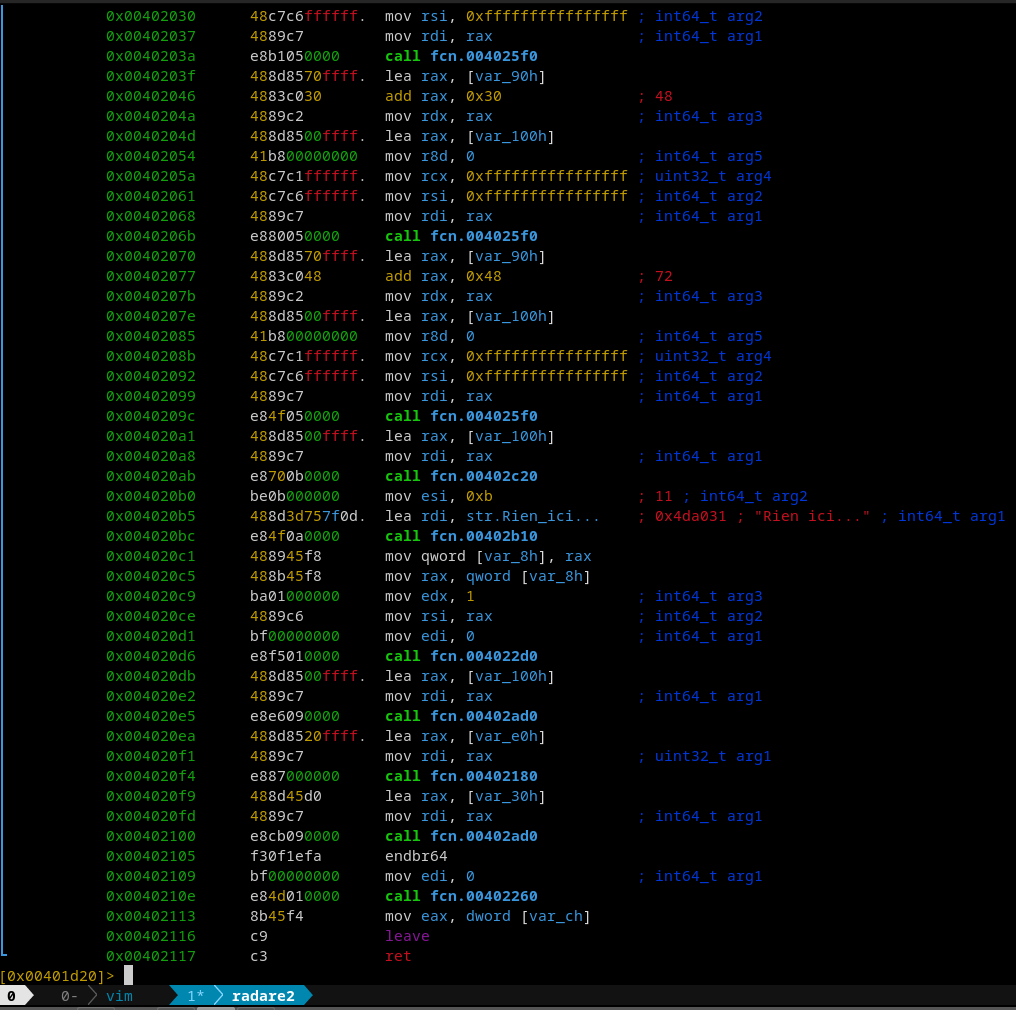 0x00402030 48c7c6ffffff. mov rsi, 0xffffffffffffffff ; int64_t arg2
0x00402037 4889c7 mov rdi, rax ; int64_t arg1
0x0040203a e8b1050000 call fcn.004025f0
0x0040203f 488d8570ffff. lea rax, [var_90h]
0x00402046 4883c030 add rax, 0x30 ; 48
0x0040204a 4889c2 mov rdx, rax ; int64_t arg3
0x0040204d 488d8500ffff. lea rax, [var_100h]
0x00402054 41b800000000 mov r8d, 0 ; int64_t arg5
0x0040205a 48c7c1ffffff. mov rcx, 0xffffffffffffffff ; uint32_t arg4
0x00402061 48c7c6ffffff. mov rsi, 0xffffffffffffffff ; int64_t arg2
0x00402068 4889c7 mov rdi, rax ; int64_t arg1
0x0040206b e880050000 call fcn.004025f0
0x00402070 488d8570ffff. lea rax, [var_90h]
0x00402077 4883c048 add rax, 0x48 ; 72
0x0040207b 4889c2 mov rdx, rax ; int64_t arg3
0x0040207e 488d8500ffff. lea rax, [var_100h]
0x00402085 41b800000000 mov r8d, 0 ; int64_t arg5
0x0040208b 48c7c1ffffff. mov rcx, 0xffffffffffffffff ; uint32_t arg4
0x00402092 48c7c6ffffff. mov rsi, 0xffffffffffffffff ; int64_t arg2
0x00402099 4889c7 mov rdi, rax ; int64_t arg1
0x0040209c e84f050000 call fcn.004025f0
0x004020a1 488d8500ffff. lea rax, [var_100h]
0x004020a8 4889c7 mov rdi, rax ; int64_t arg1
0x004020ab e8700b0000 call fcn.00402c20
0x004020b0 be0b000000 mov esi, 0xb ; 11 ; int64_t arg2
0x004020b5 488d3d757f0d. lea rdi, str.Rien_ici... ; 0x4da031 ; "Rien ici..." ; int64_t arg1
0x004020bc e84f0a0000 call fcn.00402b10
0x004020c1 488945f8 mov qword [var_8h], rax
0x004020c5 488b45f8 mov rax, qword [var_8h]
0x004020c9 ba01000000 mov edx, 1 ; int64_t arg3
0x004020ce 4889c6 mov rsi, rax ; int64_t arg2
0x004020d1 bf00000000 mov edi, 0 ; int64_t arg1
0x004020d6 e8f5010000 call fcn.004022d0
0x004020db 488d8500ffff. lea rax, [var_100h]
0x004020e2 4889c7 mov rdi, rax ; int64_t arg1
0x004020e5 e8e6090000 call fcn.00402ad0
0x004020ea 488d8520ffff. lea rax, [var_e0h]
0x004020f1 4889c7 mov rdi, rax ; uint32_t arg1
0x004020f4 e887000000 call fcn.00402180
0x004020f9 488d45d0 lea rax, [var_30h]
0x004020fd 4889c7 mov rdi, rax ; int64_t arg1
0x00402100 e8cb090000 call fcn.00402ad0
0x00402105 f30f1efa endbr64
0x00402109 bf00000000 mov edi, 0 ; int64_t arg1
0x0040210e e84d010000 call fcn.00402260
0x00402113 8b45f4 mov eax, dword [var_ch]
0x00402116 c9 leave
0x00402117 c3 ret
[0x00401d20]>
0 0- vim 1* radare2